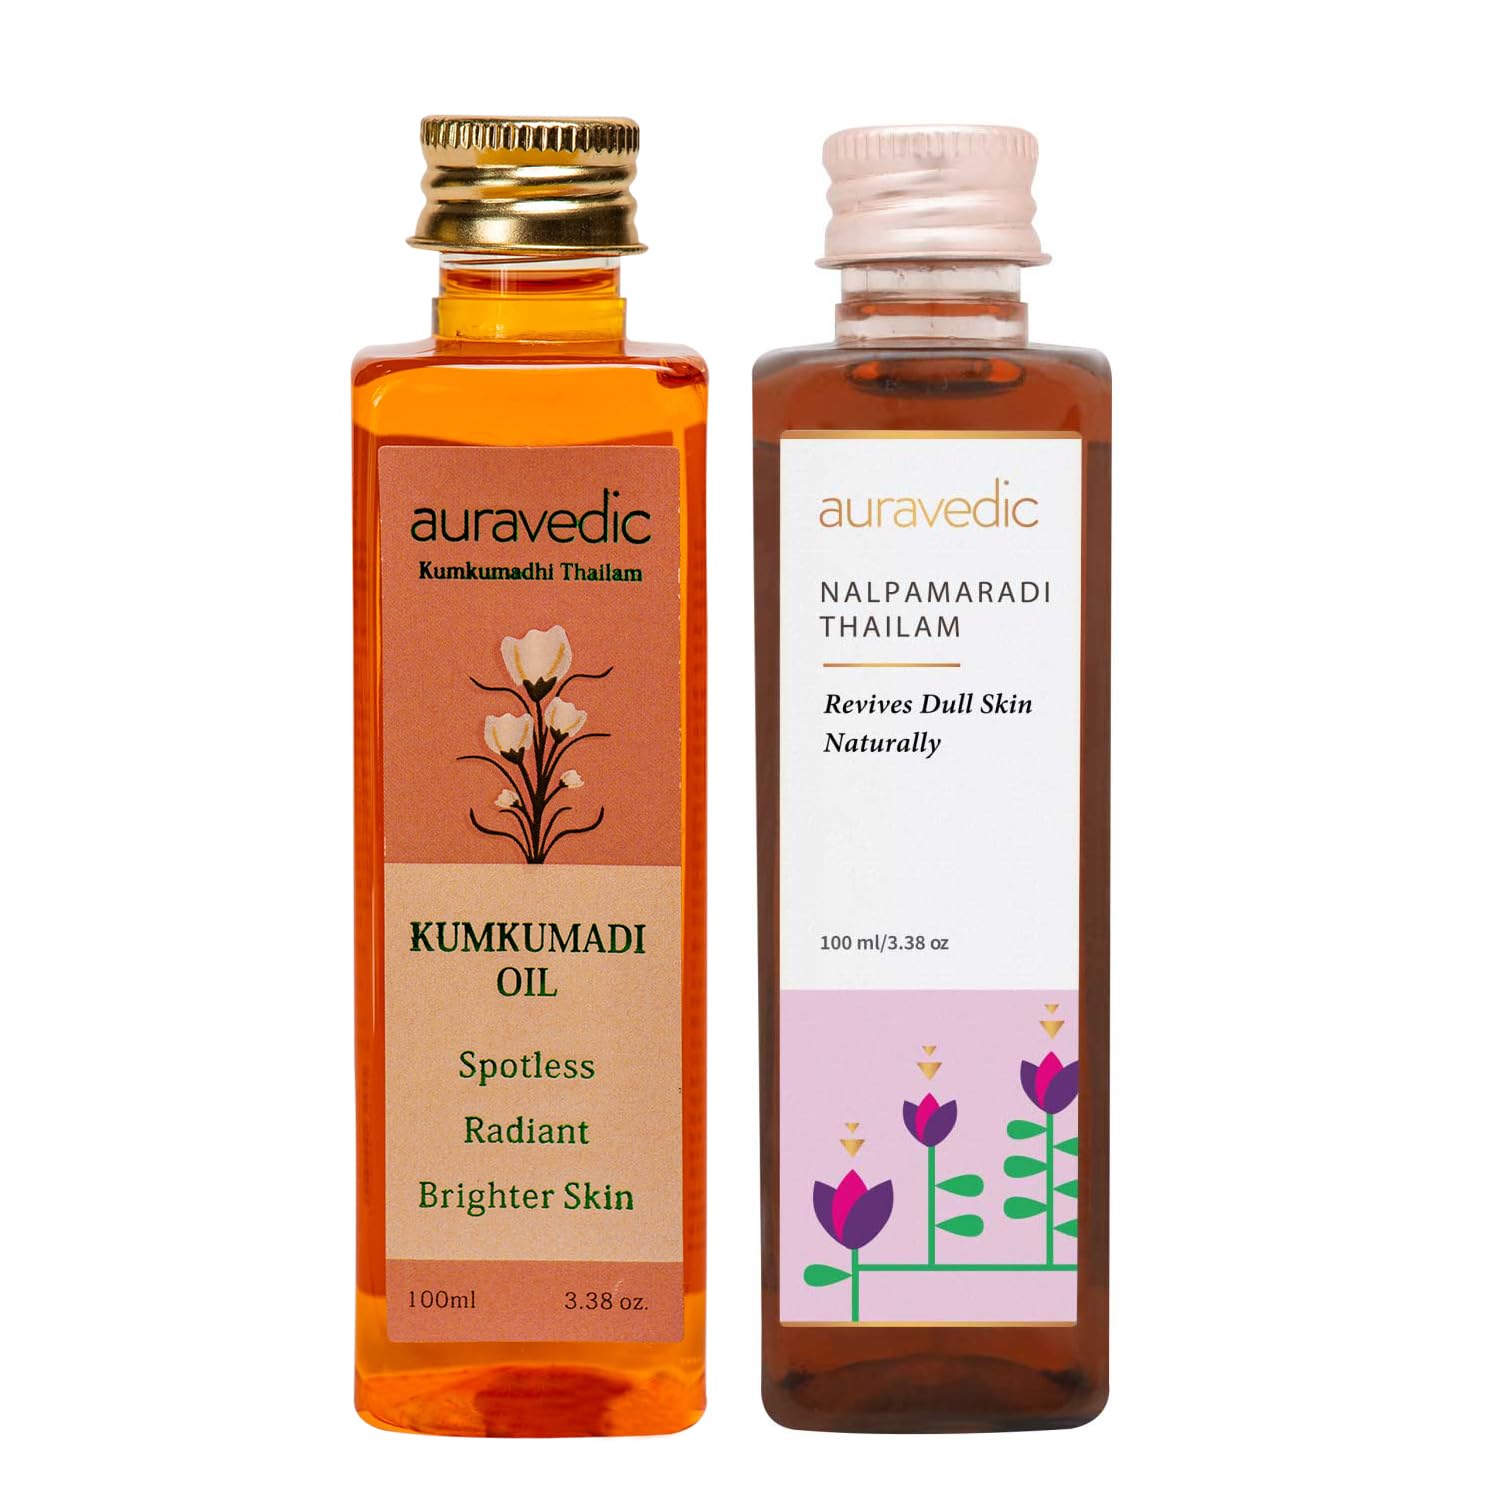 auravedic
Kumkumadhi Thailam
KUMKUMADI
OIL
Spotless
Radiant
Brighter Skin
100ml 3.38 oz.
auravedic
NALPAMARADI
THAILAM
Revives Dull Skin
Naturally
100 ml/3.38 oz